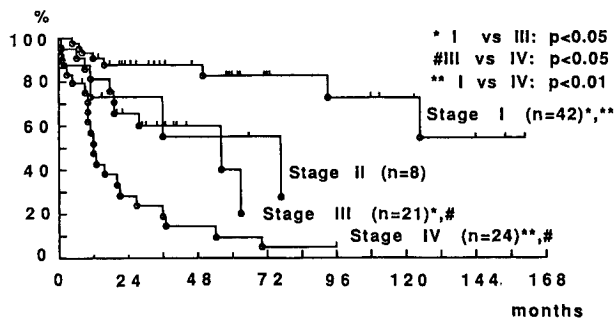 %
* I vs III: p<0.05
#III vs IV: p<0.05
** I vs IV: p<0.01
100
80
60
40
20
0
Stage I (n=42)*,**
Stage II (n=8)
Stage III (n=21)*,#
Stage IV (n=24)**,#
0 24 48 72 96 120 144 168
months